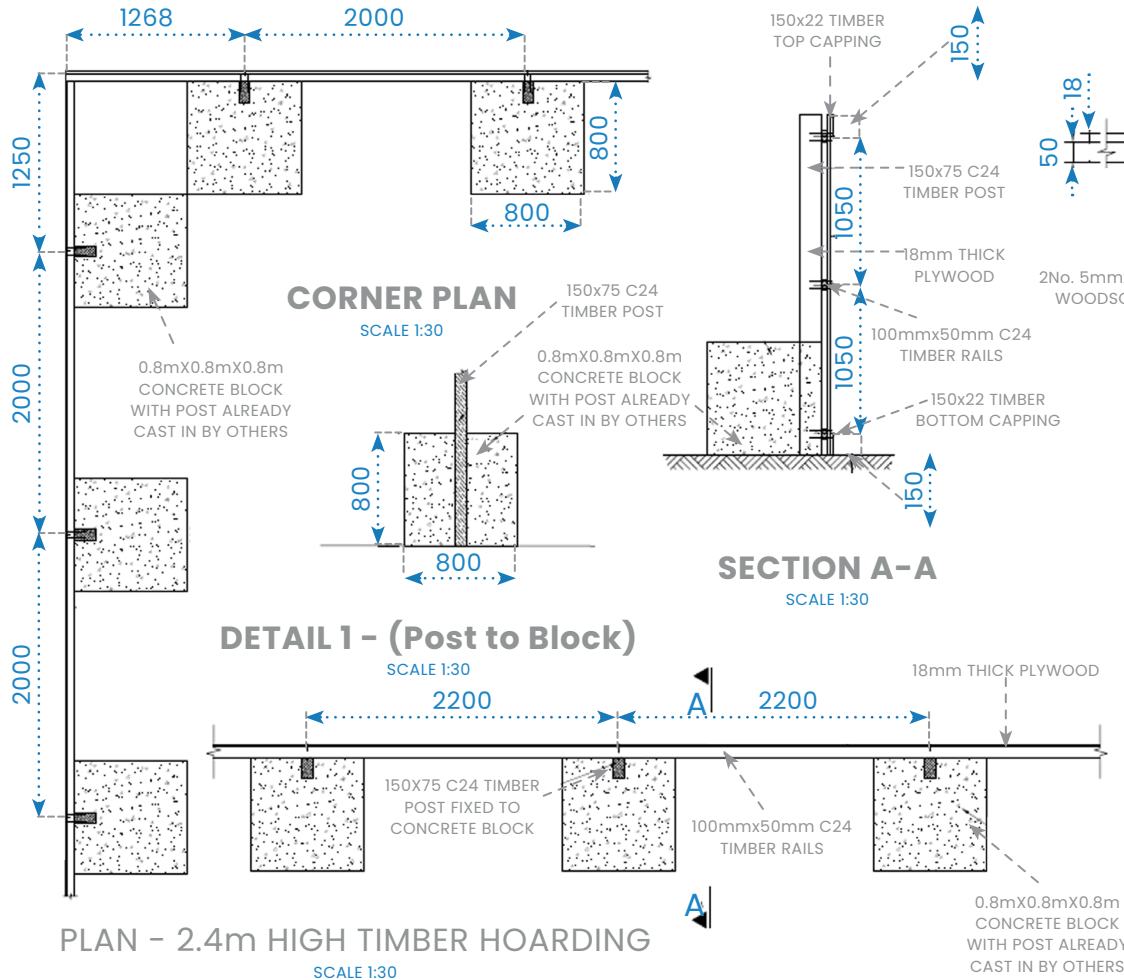 1268
2000
150x22 TIMBER
TOP CAPPING
150
18
50
1250
800
800
150x75 C24
TIMBER POST
1050
18mm THICK
PLYWOOD
2No. 5mm
WOODSC
CORNER PLAN
SCALE 1:30
150x75 C24
TIMBER POST
100mmx50mm C24
TIMBER RAILS
0.8mX0.8mX0.8m
CONCRETE BLOCK
WITH POST ALREADY
CAST IN BY OTHERS
0.8mX0.8mX0.8m
CONCRETE BLOCK
WITH POST ALREADY
CAST IN BY OTHERS
1050
150x22 TIMBER
BOTTOM CAPPING
2000
800
800
150
SECTION A-A
SCALE 1:30
DETAIL 1 - (Post to Block)
SCALE 1:30
2000
2200
A
2200
18mm THICK PLYWOOD
150X75 C24 TIMBER
POST FIXED TO
CONCRETE BLOCK
100mmx50mm C24
TIMBER RAILS
A
0.8mX0.8mX0.8m
CONCRETE BLOCK
WITH POST ALREADY
CAST IN BY OTHERS
PLAN - 2.4m HIGH TIMBER HOARDING
SCALE 1:30